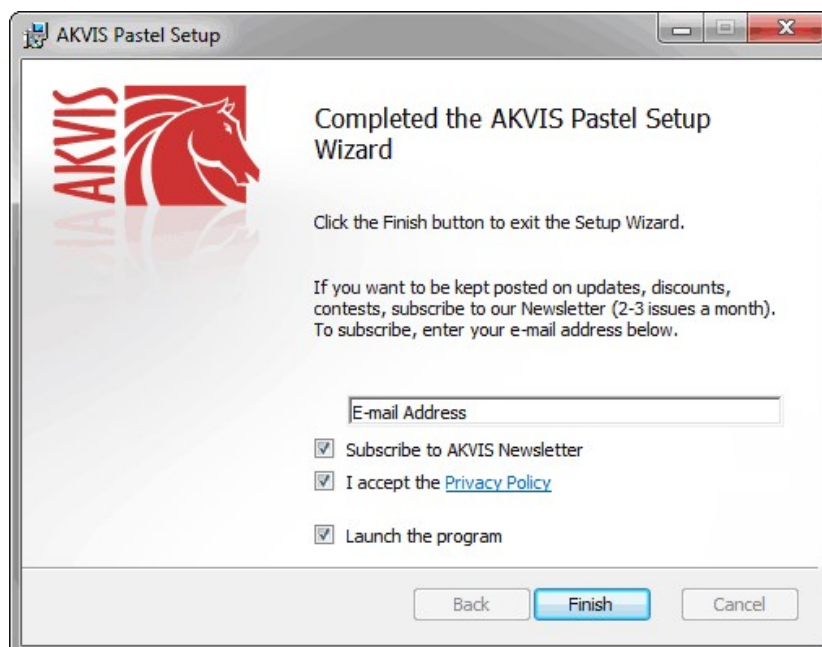 AKVIS Pastel Setup
AKVIS
Completed the AKVIS Pastel Setup
Wizard
Click the Finish button to exit the Setup Wizard.
If you want to be kept posted on updates, discounts,
contests, subscribe to our Newsletter (2-3 issues a month).
To subscribe, enter your e-mail address below.
E-mail Address
Subscribe to AKVIS Newsletter
I accept the Privacy Policy
Launch the program
Back
Finish
Cancel